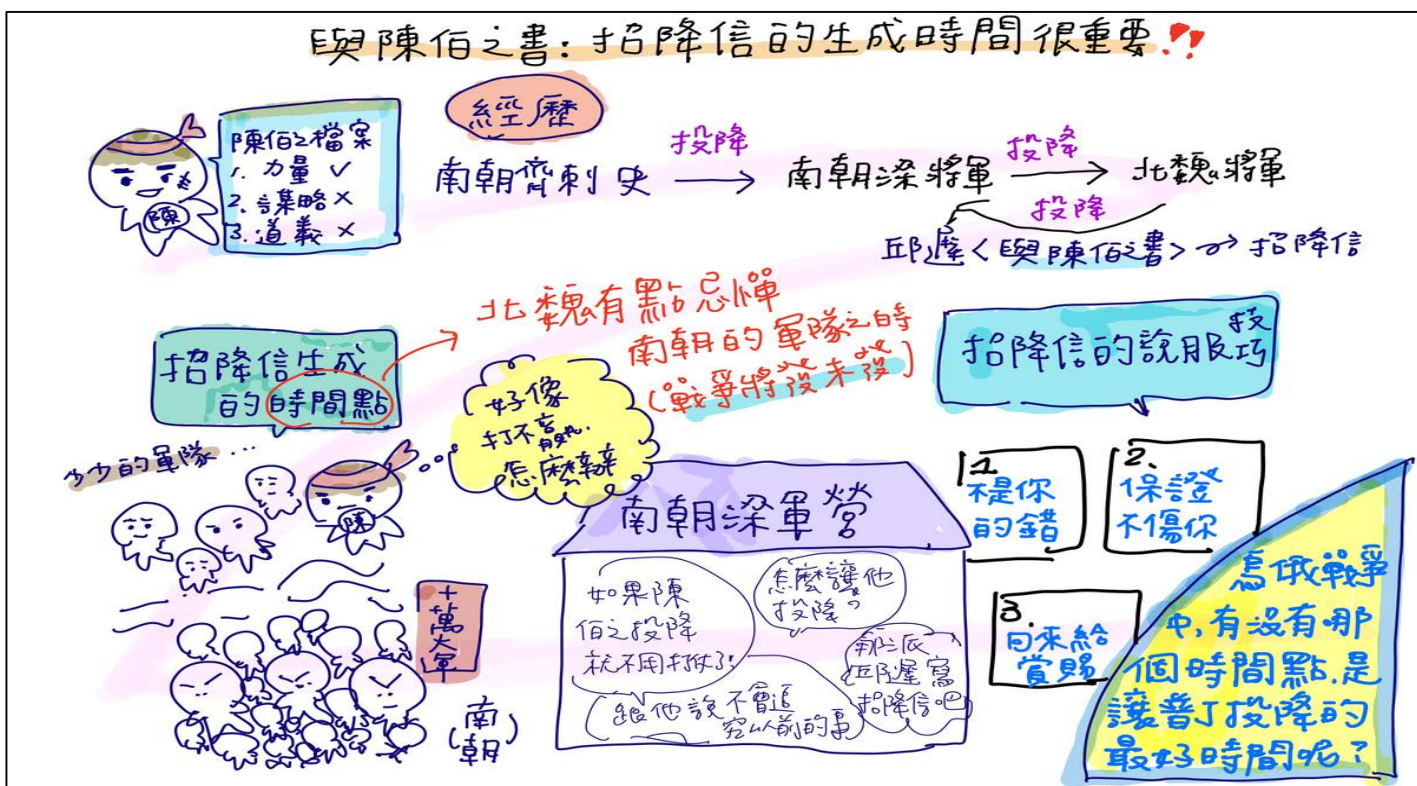 與陳伯之書:招降信的生成時間很重要!!
陳伯之檔案
1. 力量 ✓
2. 謀略 ✗
3. 道義 ✗
陳
經歷
南朝齊刺史
投降
南朝梁將軍
投降
北魏將軍
投降
邱遲<與陳伯之書>
招降信
招降信生成
的時間點
北魏有點忌憚
南朝的軍隊之時
(戰爭將發未發)
少少的軍隊…
陳
好像
打不贏
怎麼辦
十萬大軍
(南朝)
南朝梁軍營
如果陳
伯之投降
就不用打仗了!
怎麼讓他
投降?
跟他說不會追
究以前的事
那派
邱遲寫
招降信吧
招降信的說服技巧
1.
不是你
的錯
2.
保證
不傷你
3.
回來給
賞賜
烏俄戰爭
中,有沒有哪
個時間點.是
讓普丁投降的
最好時間呢?